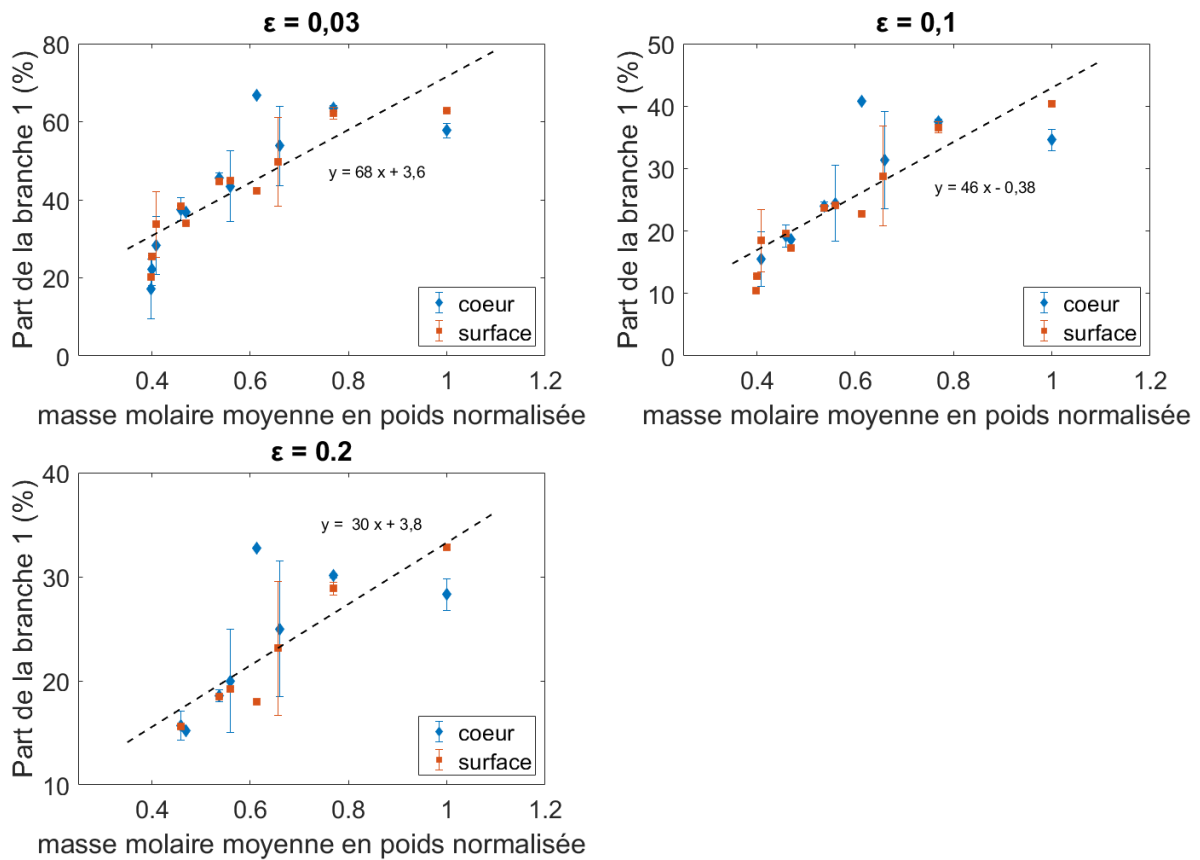 ε = 0,03
Part de la branche 1 (%)
80
60
40
20
0
y = 68 x + 3,6
coeur
surface
0.4 0.6 0.8 1 1.2
masse molaire moyenne en poids normalisée
ε = 0,1
Part de la branche 1 (%)
50
40
30
20
10
0
y = 46 x - 0,38
coeur
surface
0.4 0.6 0.8 1 1.2
masse molaire moyenne en poids normalisée
ε = 0.2
Part de la branche 1 (%)
40
30
20
10
y = 30 x + 3,8
coeur
surface
0.4 0.6 0.8 1 1.2
masse molaire moyenne en poids normalisée